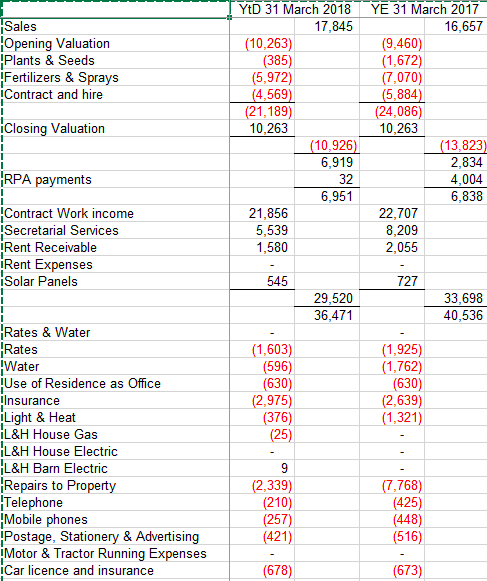 YtD 31 March 2018 YE 31 March 2017
Sales 17,845 16,657
Opening Valuation (10,263) (9,460)
Plants & Seeds (385) (1,672)
Fertilizers & Sprays (5,972) (7,070)
Contract and hire (4,569) (5,884)
(21,189) (24,086)
Closing Valuation 10,263 10,263
(10,926) (13,823)
6,919 2,834
RPA payments 32 4,004
6,951 6,838
Contract Work income 21,856 22,707
Secretarial Services 5,539 8,209
Rent Receivable 1,580 2,055
Rent Expenses - -
Solar Panels 545 727
29,520 33,698
36,471 40,536
Rates & Water - -
Rates (1,603) (1,925)
Water (596) (1,762)
Use of Residence as Office (630) (630)
Insurance (2,975) (2,639)
Light & Heat (376) (1,321)
L&H House Gas (25) -
L&H House Electric - -
L&H Barn Electric 9 -
Repairs to Property (2,339) (7,768)
Telephone (210) (425)
Mobile phones (257) (448)
Postage, Stationery & Advertising (421) (516)
Motor & Tractor Running Expenses - -
Car licence and insurance (678) (673)